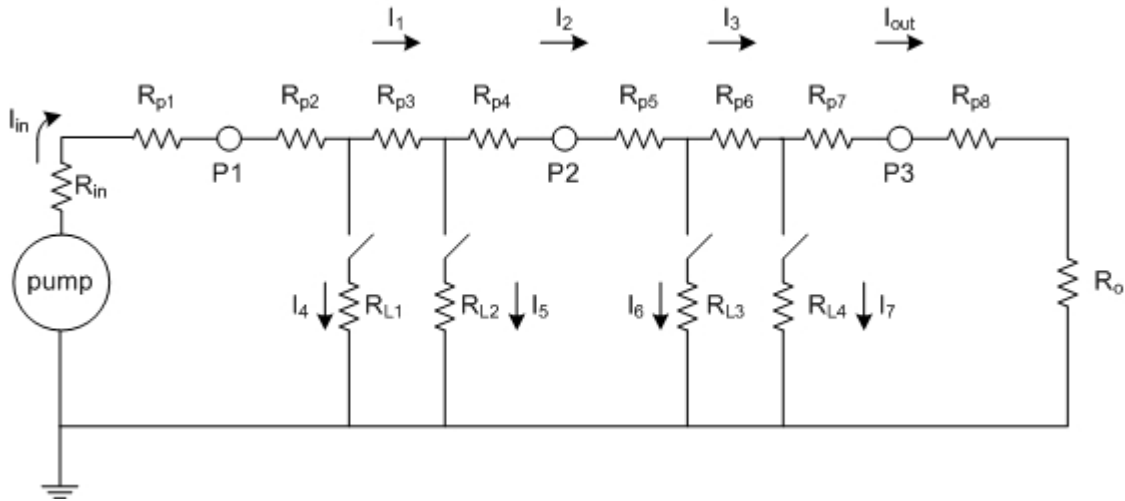 I1 I2 I3 Iout
Rp1 Rp2 Rp3 Rp4 Rp5 Rp6 Rp7 Rp8
Iin
P1 P2 P3
Rin
pump
I4 RL1 RL2 I5 I6 RL3 RL4 I7 Ro